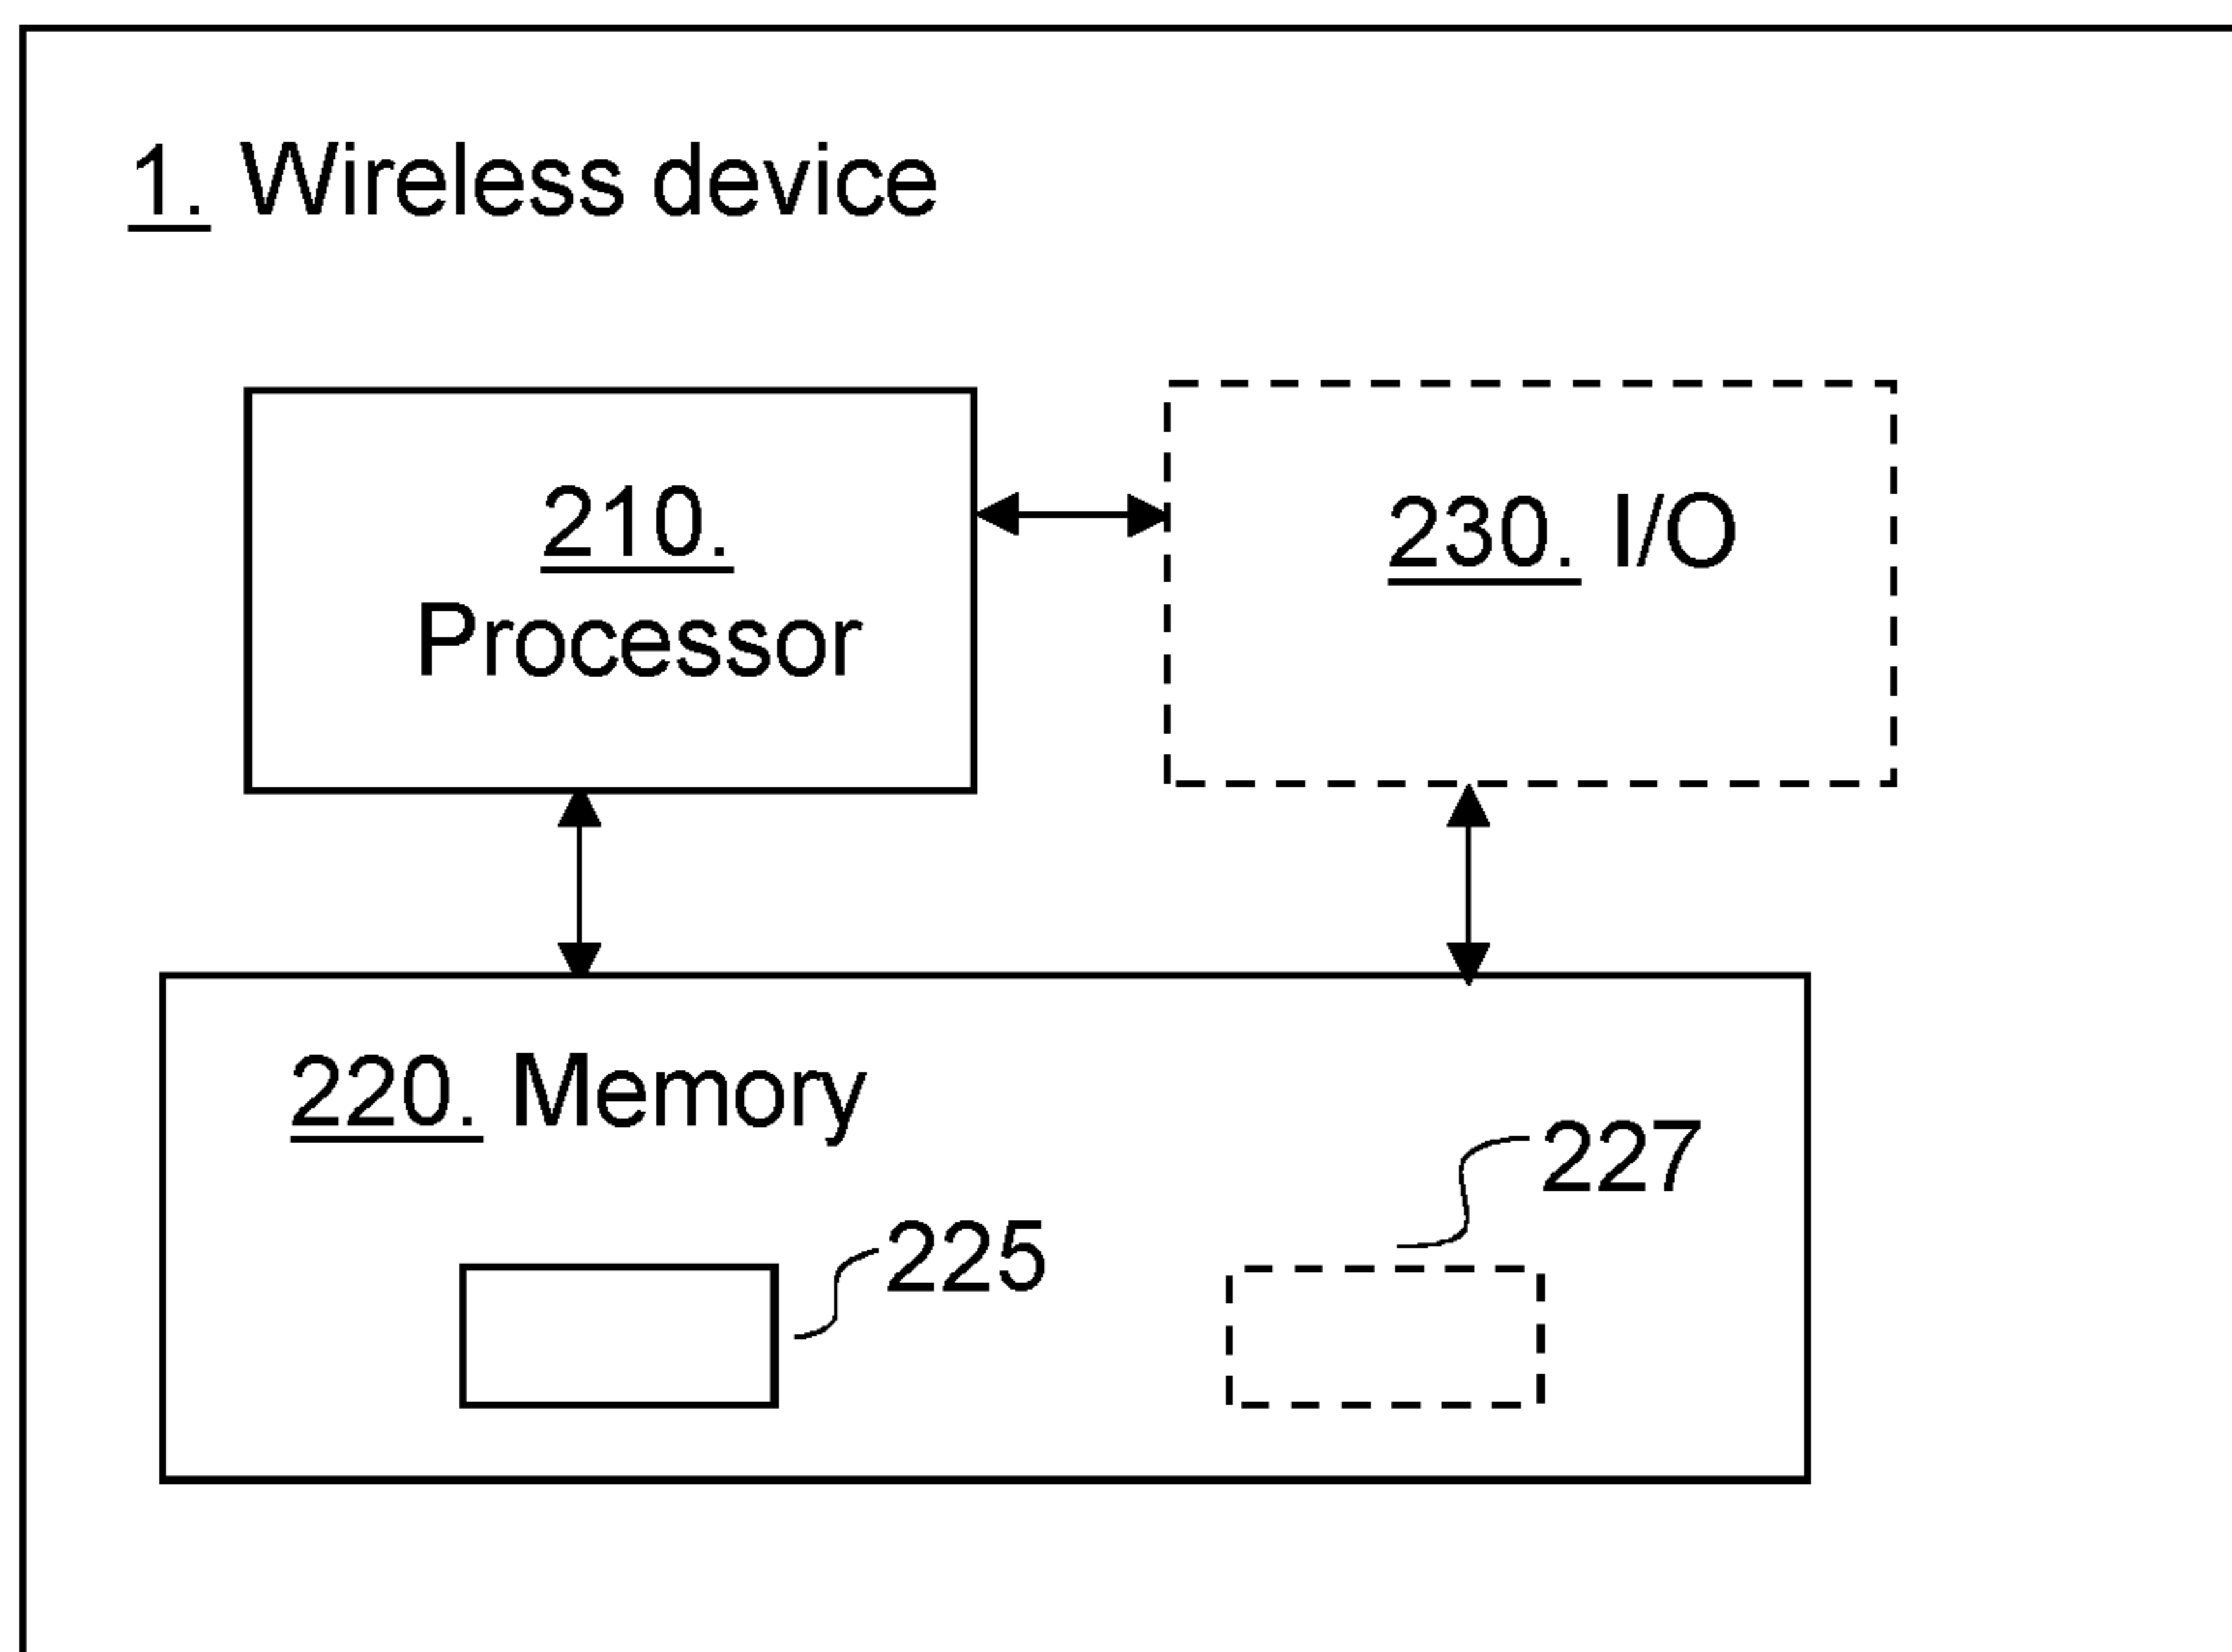 1. Wireless device
210.
Processor
230. I/O
220. Memory
227
225